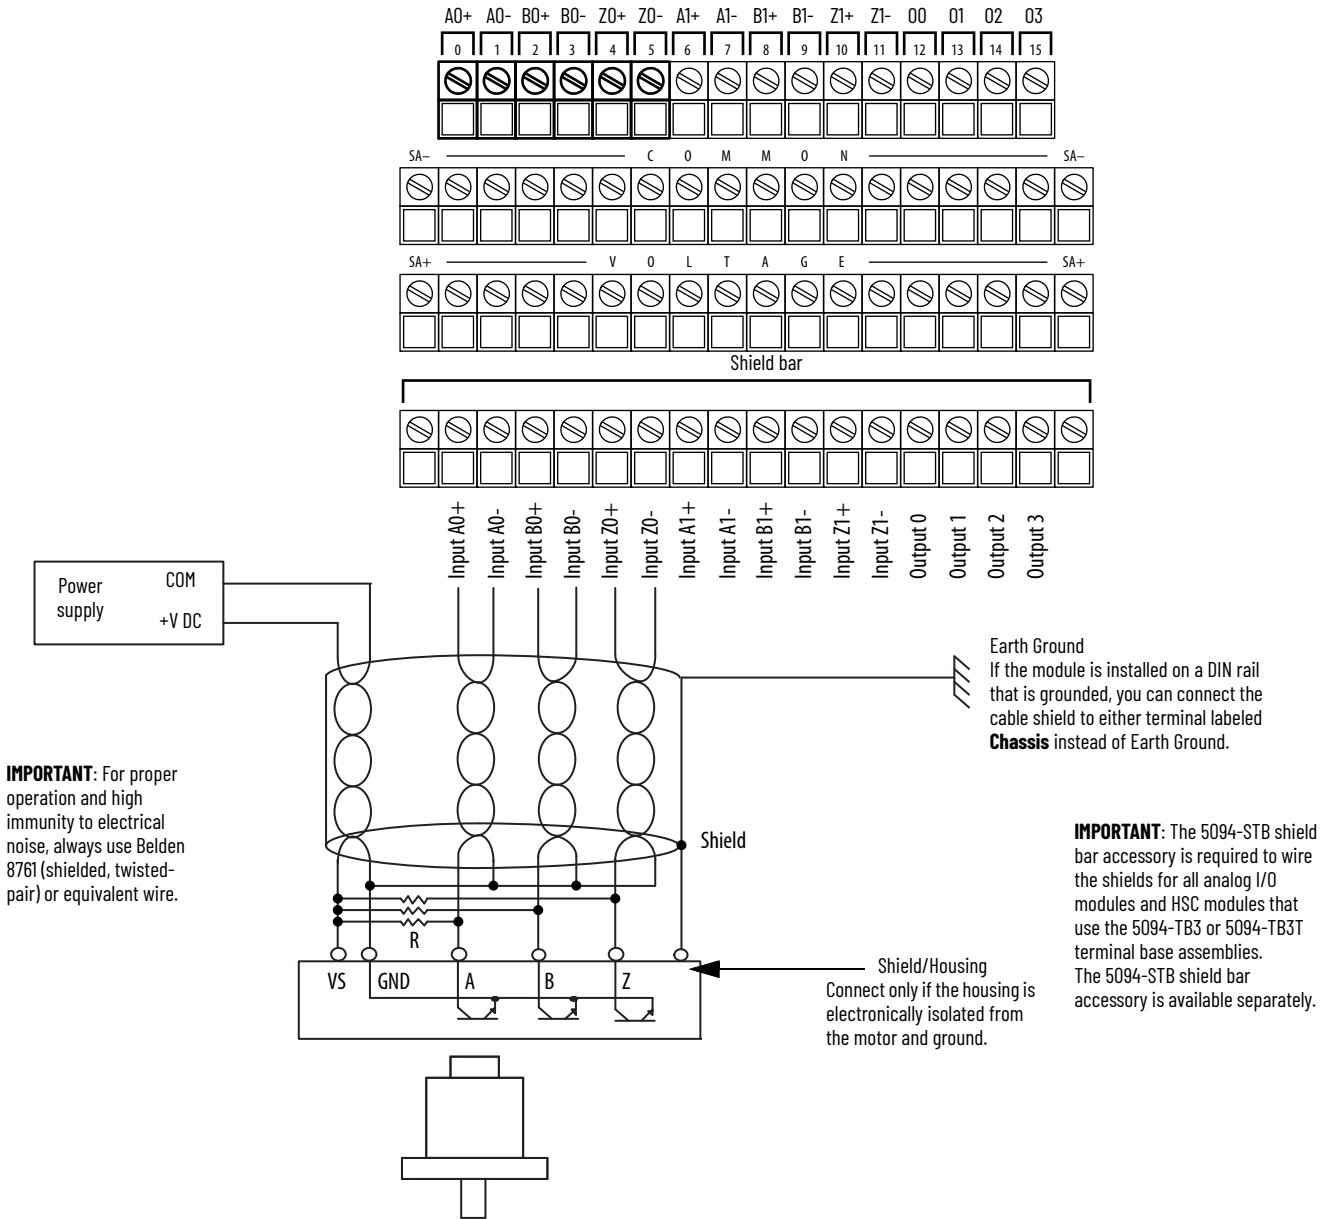 A0+ A0- B0+ B0- Z0+ Z0- A1+ A1- B1+ B1- Z1+ Z1- 00 01 02 03
0 1 2 3 4 5 6 7 8 9 10 11 12 13 14 15
SA– C O M M O N SA–
SA+ V O L T A G E SA+
Shield bar
Input A0+
Input A0-
Input B0+
Input B0-
Input Z0+
Input Z0-
Input A1+
Input A1-
Input B1+
Input B1-
Input Z1+
Input Z1-
Output 0
Output 1
Output 2
Output 3
Power
supply
COM
+V DC
Earth Ground
If the module is installed on a DIN rail
that is grounded, you can connect the
cable shield to either terminal labeled
Chassis instead of Earth Ground.
IMPORTANT: For proper
operation and high
immunity to electrical
noise, always use Belden
8761 (shielded, twisted-
pair) or equivalent wire.
Shield
IMPORTANT: The 5094-STB shield
bar accessory is required to wire
the shields for all analog I/O
modules and HSC modules that
use the 5094-TB3 or 5094-TB3T
terminal base assemblies.
The 5094-STB shield bar
accessory is available separately.
R
VS GND A B Z
Shield/Housing
Connect only if the housing is
electronically isolated from
the motor and ground.